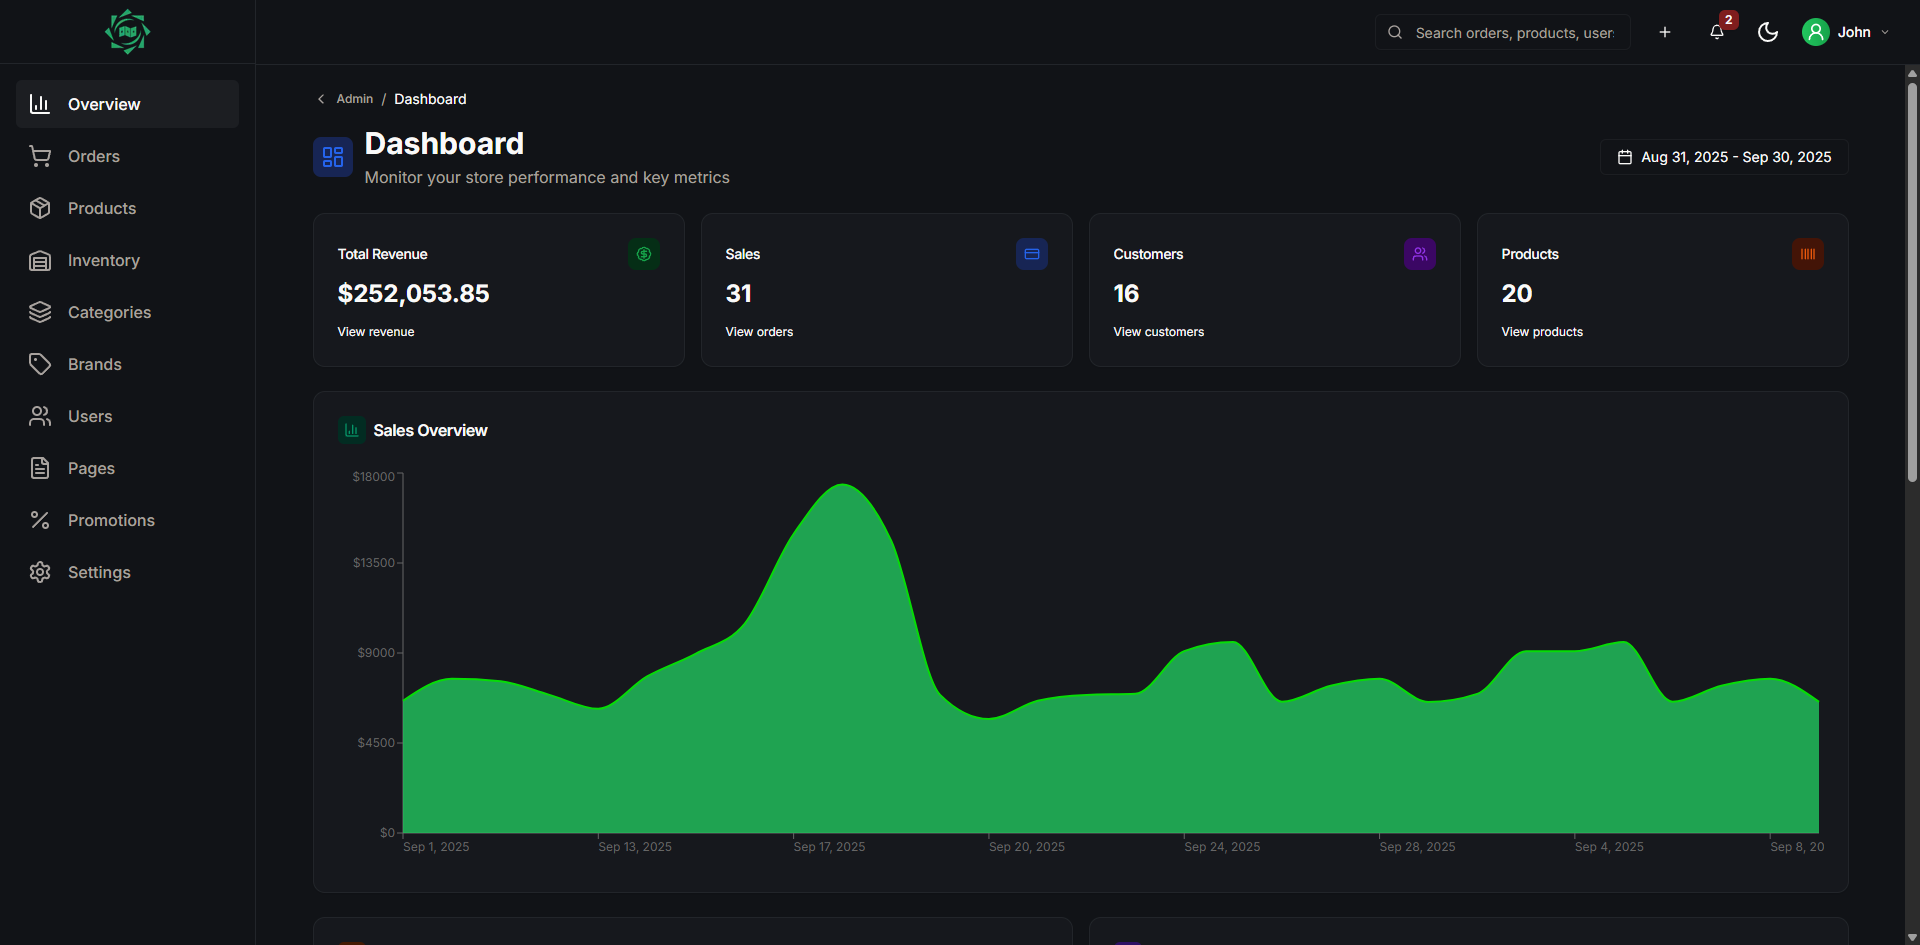 Search orders, products, user
2
John
Overview
Orders
Products
Inventory
Categories
Brands
Users
Pages
Promotions
Settings
Admin / Dashboard
Dashboard
Monitor your store performance and key metrics
Aug 31, 2025 - Sep 30, 2025
Total Revenue
$252,053.85
View revenue
Sales
31
View orders
Customers
16
View customers
Products
20
View products
Sales Overview
$18000
$13500
$9000
$4500
$0
Sep 1, 2025 Sep 13, 2025 Sep 17, 2025 Sep 20, 2025 Sep 24, 2025 Sep 28, 2025 Sep 4, 2025 Sep 8, 20